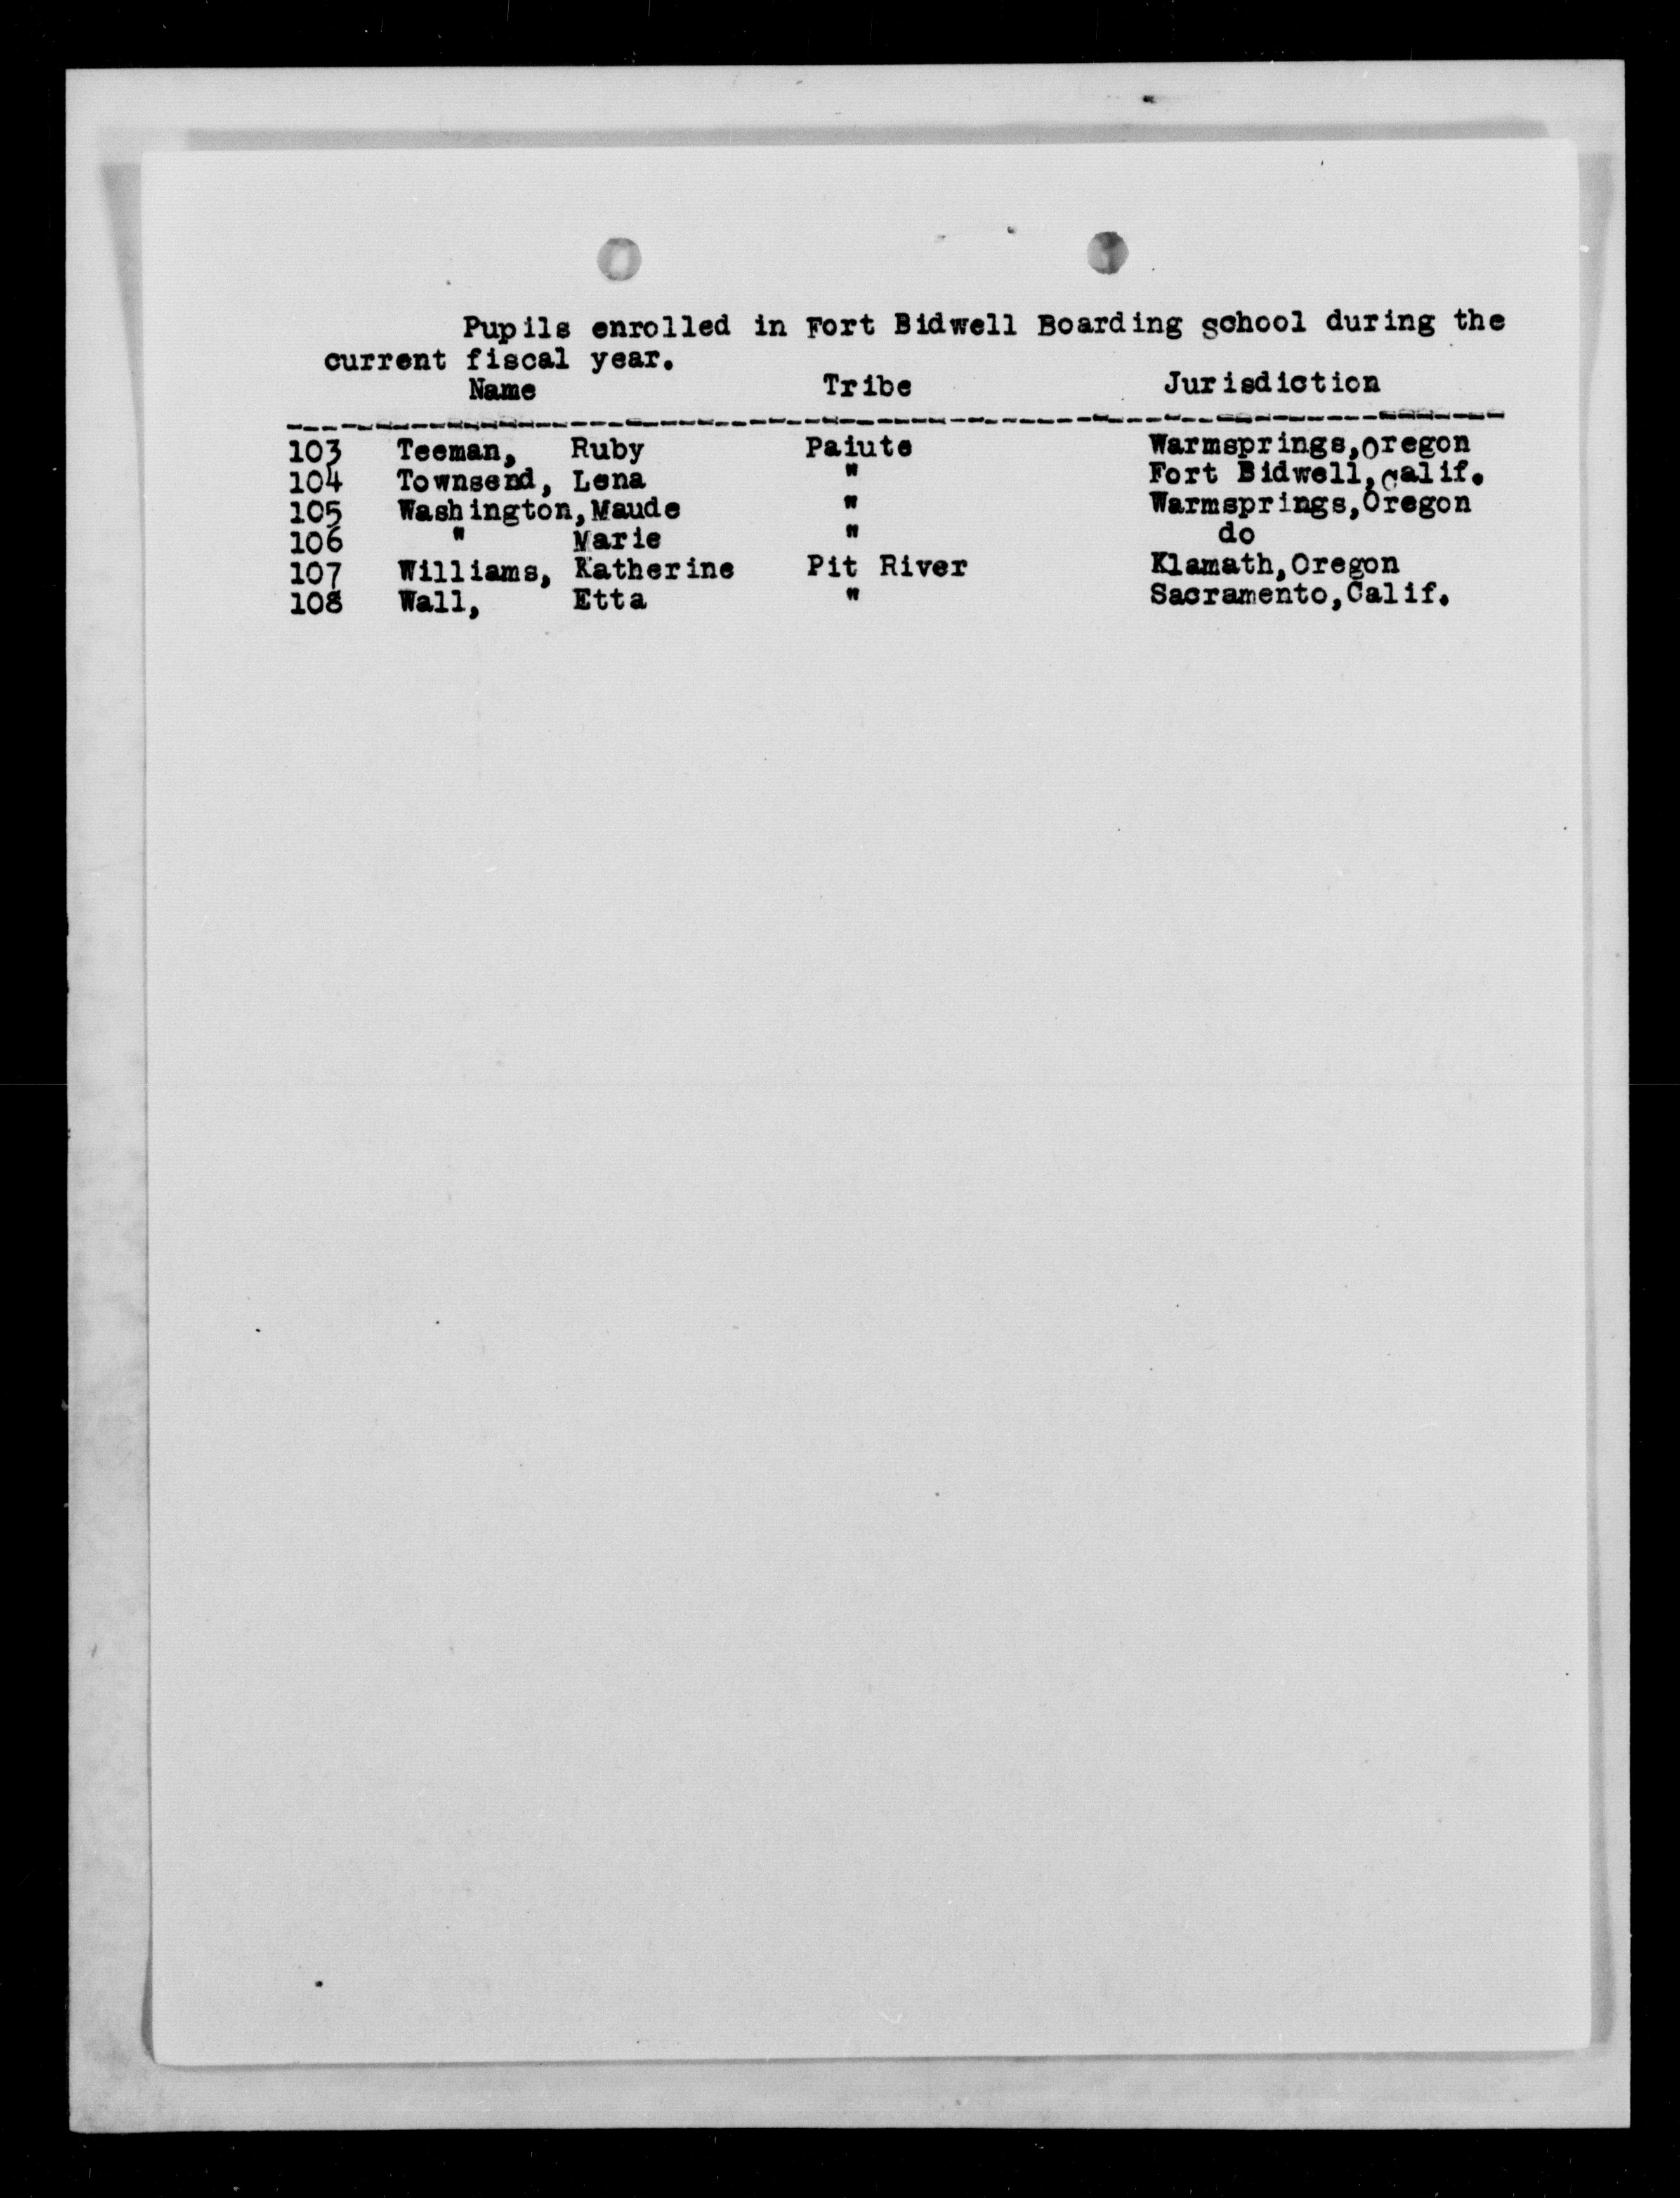 Pupils enrolled in Fort Bidwell Boarding school during the
current fiscal year.
Name Tribe Jurisdiction
103 Teeman, Ruby Paiute Warmsprings,Oregon
104 Townsend, Lena " Fort Bidwell,Calif.
105 Washington,Maude " Warmsprings,Oregon
106 " Marie " do
107 Williams, Katherine Pit River Klamath,Oregon
108 Wall, Etta " Sacramento,Calif.